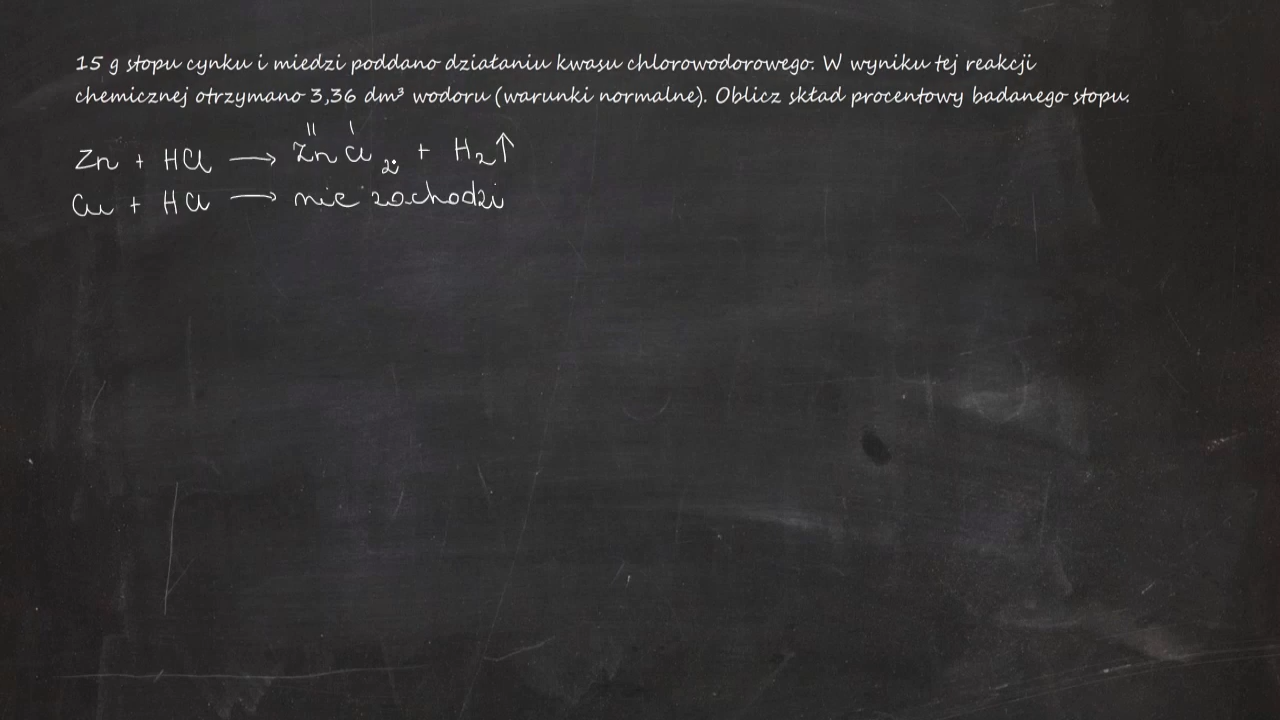 15 g stopu cynku i miedzi poddano działaniu kwasu chlorowodorowego. W wyniku tej reakcji
chemicznej otrzymano 3,36 dm³ wodoru (warunki normalne). Oblicz skład procentowy badanego stopu.
II I
Zn + HCl → ZnCl₂ + H₂↑
Cu + HCl → nie zachodzi